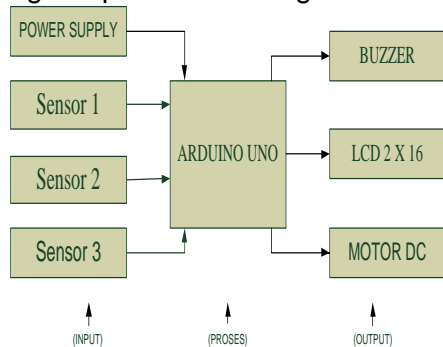 POWER SUPPLY
Sensor 1
Sensor 2
Sensor 3
ARDUINO UNO
BUZZER
LCD 2 X 16
MOTOR DC
(INPUT)
(PROSES)
(OUTPUT)